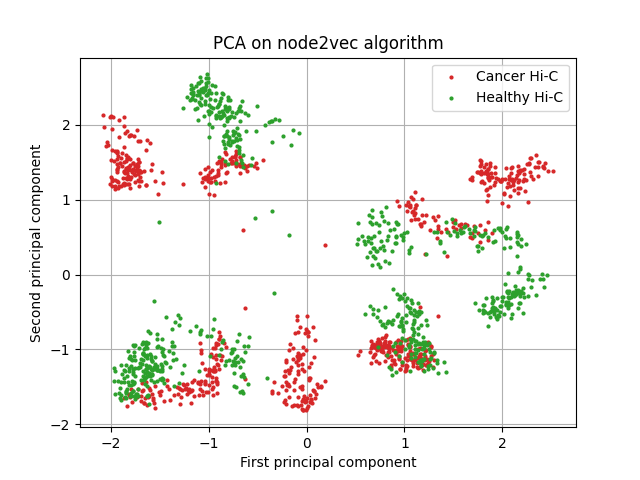 PCA on node2vec algorithm
Cancer Hi-C
Healthy Hi-C
Second principal component
2
1
0
−1
−2
−2 −1 0 1 2
First principal component